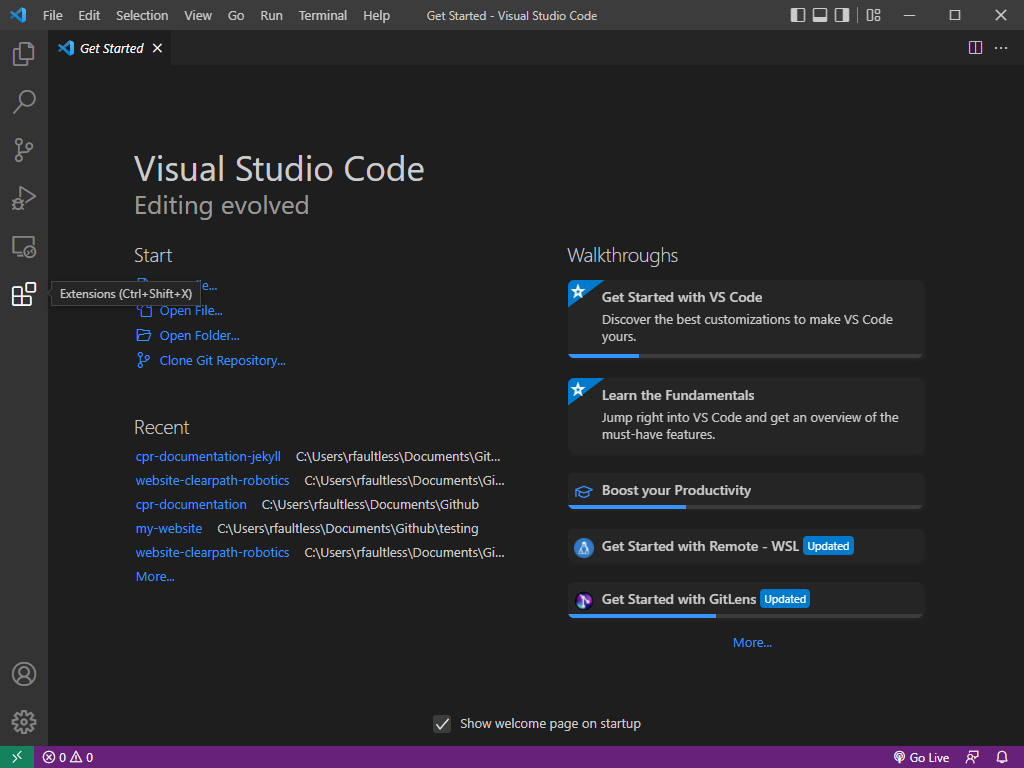 File Edit Selection View Go Run Terminal Help Get Started - Visual Studio Code
Get Started
Visual Studio Code
Editing evolved
Start
Walkthroughs
Extensions (Ctrl+Shift+X)
Open File...
Open Folder...
Clone Git Repository...
Recent
cpr-documentation-jekyll C:\Users\rfaultless\Documents\Git...
website-clearpath-robotics C:\Users\rfaultless\Documents\Gi...
cpr-documentation C:\Users\rfaultless\Documents\Github
my-website C:\Users\rfaultless\Documents\Github\testing
website-clearpath-robotics C:\Users\rfaultless\Documents\Gi...
More...
Get Started with VS Code
Discover the best customizations to make VS Code
yours.
Learn the Fundamentals
Jump right into VS Code and get an overview of the
must-have features.
Boost your Productivity
Get Started with Remote - WSL Updated
Get Started with GitLens Updated
More...
Show welcome page on startup
0 0 Go Live